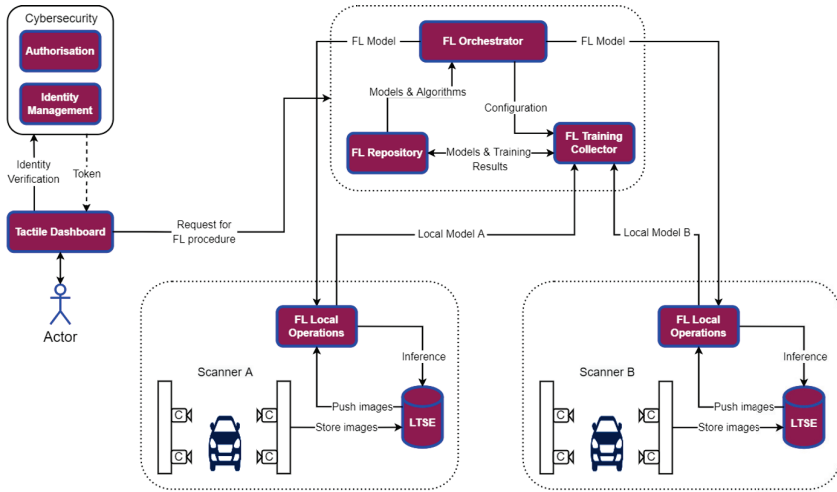 Cybersecurity
Authorisation
Identity
Management
Identity
Verification
Token
Tactile Dashboard
Actor
Request for
FL procedure
FL Model
FL Orchestrator
FL Model
Models & Algorithms
Configuration
FL Repository
Models & Training
Results
FL Training
Collector
Local Model A
Local Model B
FL Local
Operations
Inference
Scanner A
C
C
C
C
Push images
Store images
LTSE
FL Local
Operations
Inference
Scanner B
C
C
C
C
Push images
Store images
LTSE